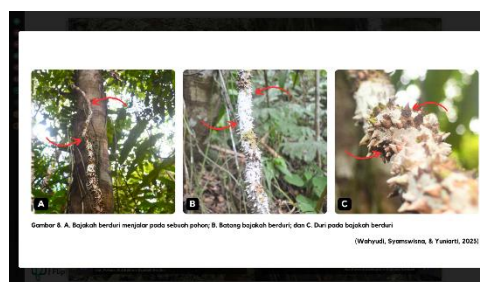 A
B
C
Gambar 8. A. Bajakah berduri menjalar pada sebuah pohon; B. Batang bajakah berduri; dan C. Duri pada bajakah berduri
(Wahyudi, Syamswisna, & Yuniarti, 2025)